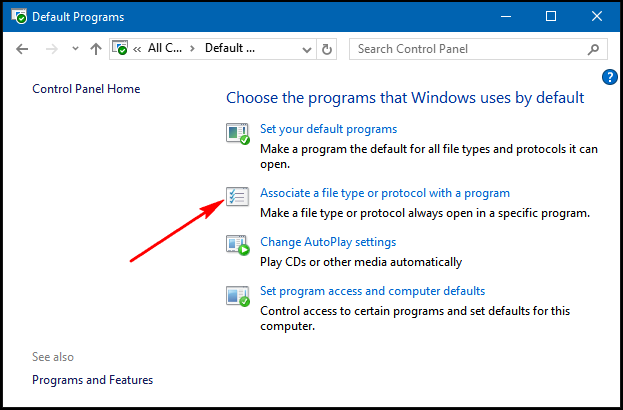 Default Programs
« All C... > Default ...
Search Control Panel
?
Control Panel Home
Choose the programs that Windows uses by default
Set your default programs
Make a program the default for all file types and protocols it can
open.
Associate a file type or protocol with a program
Make a file type or protocol always open in a specific program.
Change AutoPlay settings
Play CDs or other media automatically
Set program access and computer defaults
Control access to certain programs and set defaults for this
computer.
See also
Programs and Features